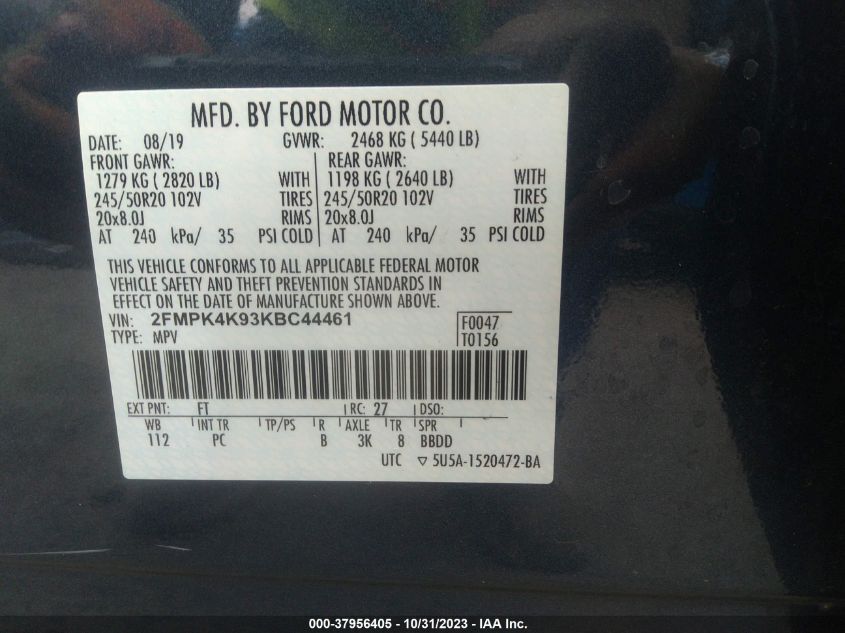 MFD. BY FORD MOTOR CO.
DATE: 08/19 GVWR: 2468 KG ( 5440 LB)
FRONT GAWR: REAR GAWR:
1279 KG ( 2820 LB) WITH 1198 KG ( 2640 LB) WITH
245/50R20 102V TIRES 245/50R20 102V TIRES
20x8.0J RIMS 20x8.0J RIMS
AT 240 kPa/ 35 PSI COLD AT 240 kPa/ 35 PSI COLD
THIS VEHICLE CONFORMS TO ALL APPLICABLE FEDERAL MOTOR
VEHICLE SAFETY AND THEFT PREVENTION STANDARDS IN
EFFECT ON THE DATE OF MANUFACTURE SHOWN ABOVE.
VIN: 2FMPK4K93KBC44461 F0047
TYPE: MPV T0156
EXT PNT: FT RC: 27 DSO:
WB INT TR TP/PS R AXLE TR SPR
112 PC B 3K 8 BBDD
UTC ▽ 5U5A-1520472-BA
000-37956405 - 10/31/2023 - IAA Inc.